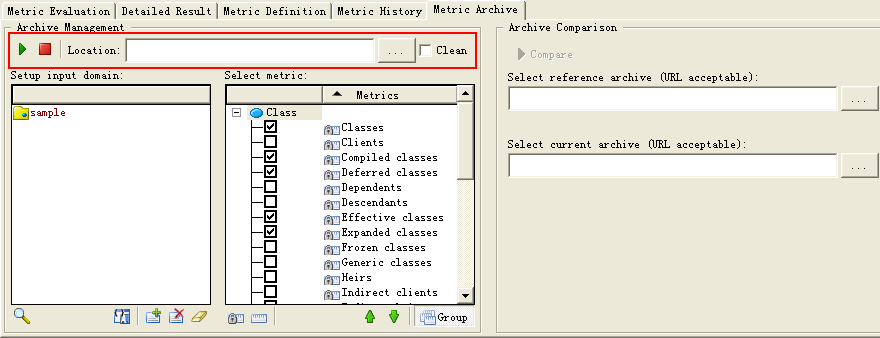 Metric Evaluation Detailed Result Metric Definition Metric History Metric Archive
Archive Management
Location: ... Clean
Setup input domain:
sample
Select metric:
Metrics
Class
Classes
Clients
Compiled classes
Deferred classes
Dependents
Descendants
Effective classes
Expanded classes
Frozen classes
Generic classes
Heirs
Indirect clients
Group
Archive Comparison
Compare
Select reference archive (URL acceptable):
...
Select current archive (URL acceptable):
...